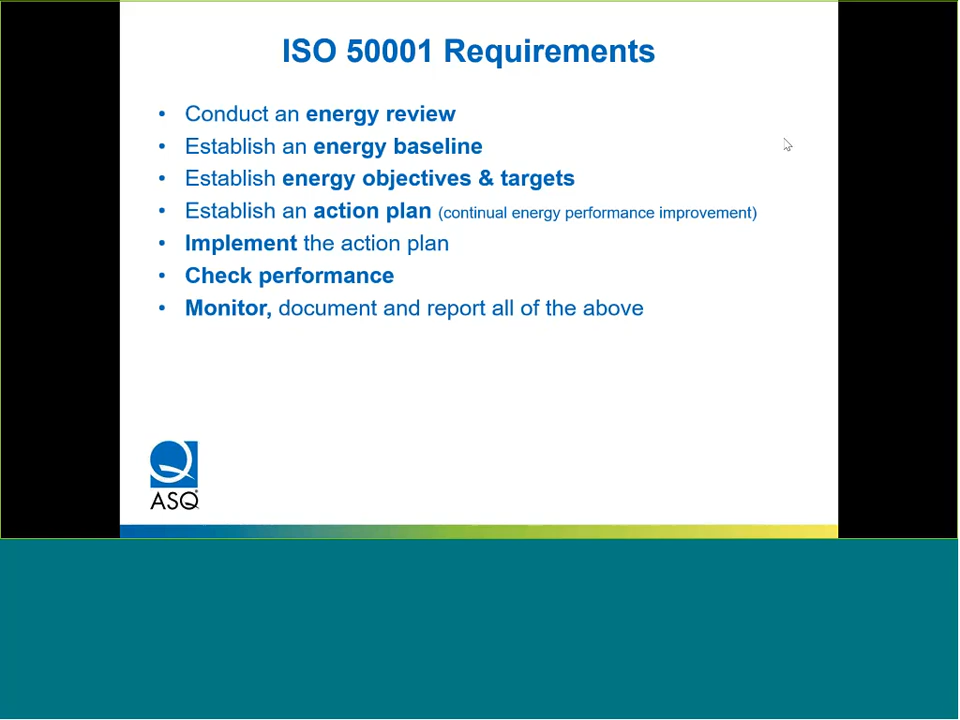 ISO 50001 Requirements
• Conduct an energy review
• Establish an energy baseline
• Establish energy objectives & targets
• Establish an action plan (continual energy performance improvement)
• Implement the action plan
• Check performance
• Monitor, document and report all of the above
ASQ